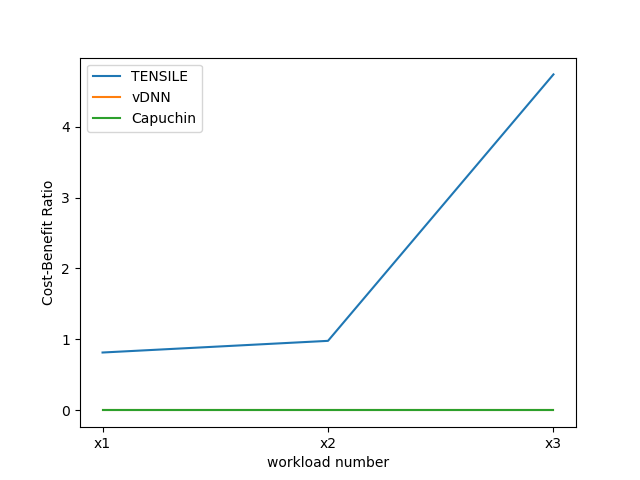 TENSILE
vDNN
Capuchin
4
3
2
1
0
Cost-Benefit Ratio
x1 x2 x3
workload number